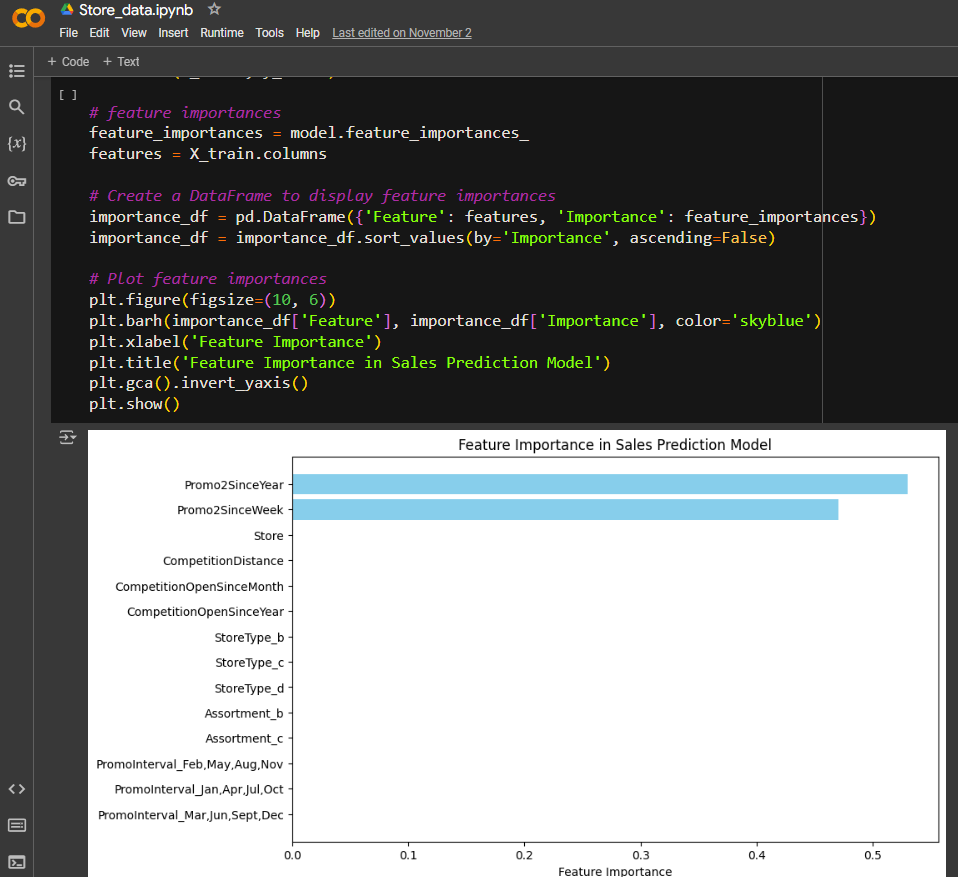 Store_data.ipynb
File Edit View Insert Runtime Tools Help Last edited on November 2
+ Code + Text
[ ]
# feature importances
feature_importances = model.feature_importances_
features = X_train.columns
# Create a DataFrame to display feature importances
importance_df = pd.DataFrame({'Feature': features, 'Importance': feature_importances})
importance_df = importance_df.sort_values(by='Importance', ascending=False)
# Plot feature importances
plt.figure(figsize=(10, 6))
plt.barh(importance_df['Feature'], importance_df['Importance'], color='skyblue')
plt.xlabel('Feature Importance')
plt.title('Feature Importance in Sales Prediction Model')
plt.gca().invert_yaxis()
plt.show()
Feature Importance in Sales Prediction Model
Promo2SinceYear
Promo2SinceWeek
Store
CompetitionDistance
CompetitionOpenSinceMonth
CompetitionOpenSinceYear
StoreType_b
StoreType_c
StoreType_d
Assortment_b
Assortment_c
PromoInterval_Feb,May,Aug,Nov
PromoInterval_Jan,Apr,Jul,Oct
PromoInterval_Mar,Jun,Sept,Dec
0.0 0.1 0.2 0.3 0.4 0.5
Feature Importance